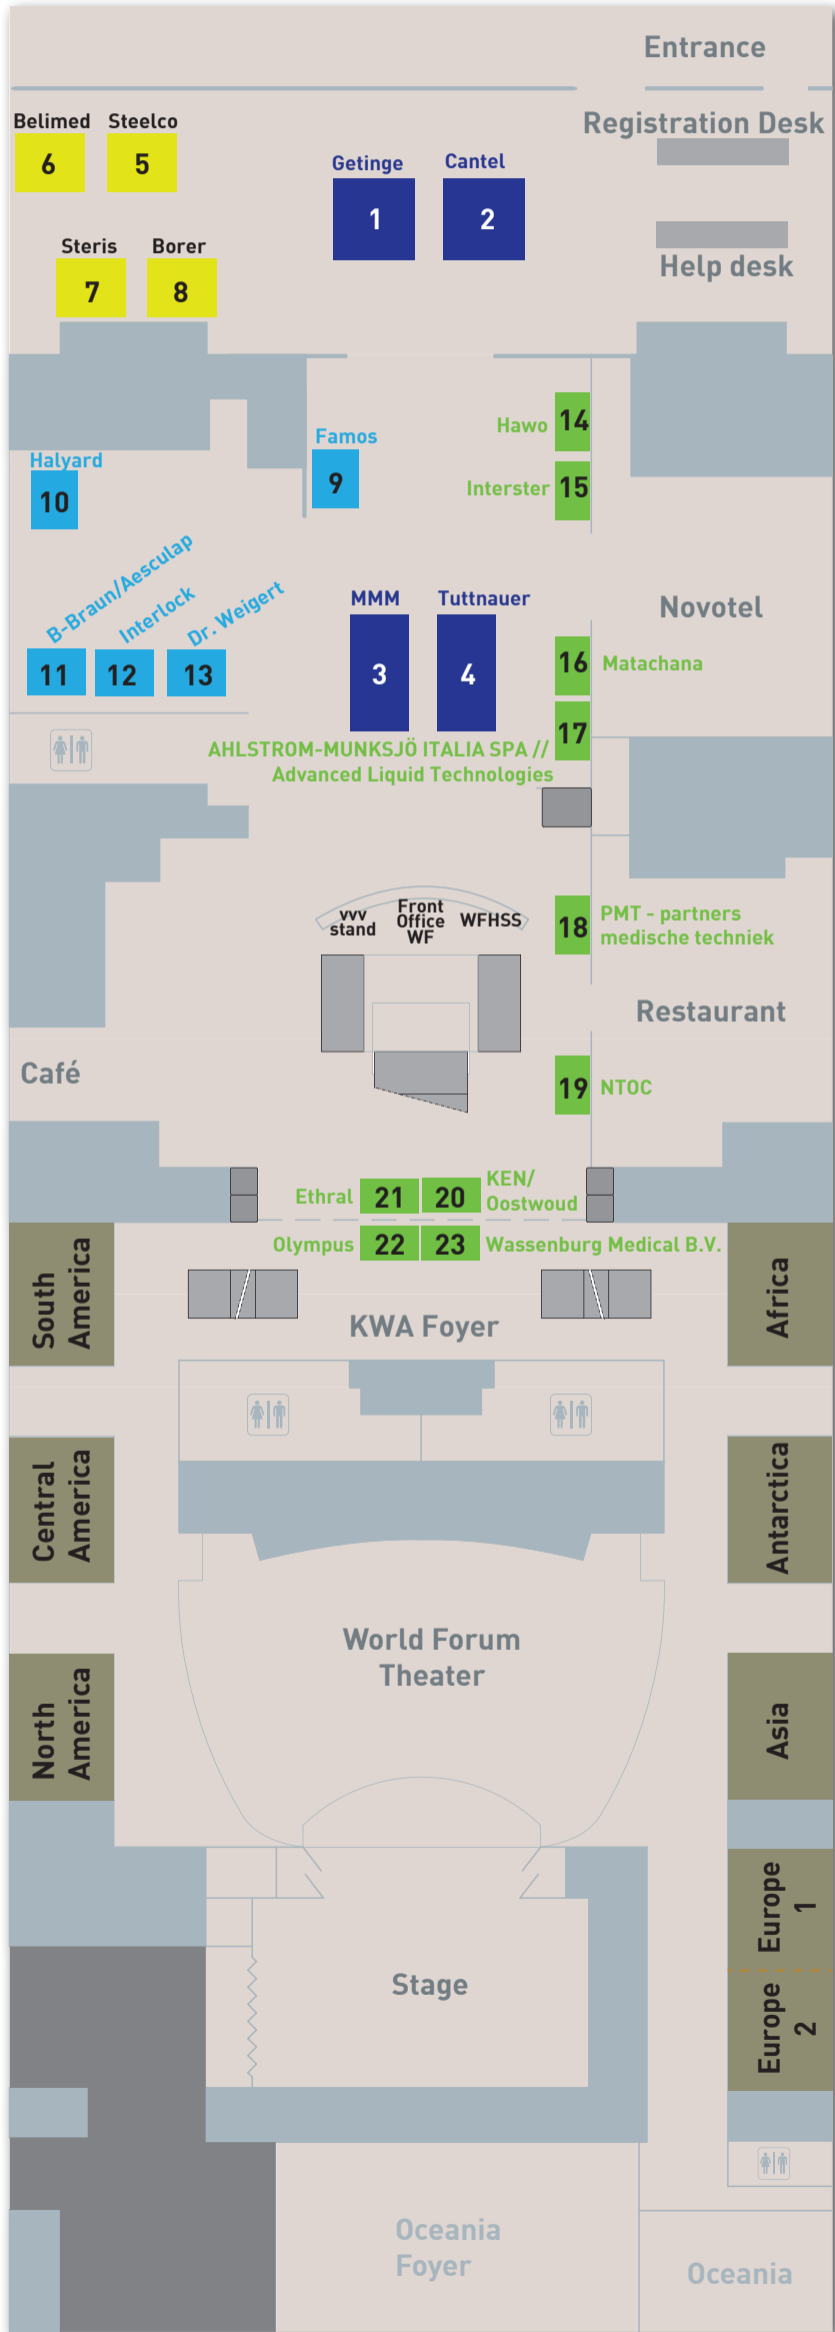 Entrance
Registration Desk
Belimed
Steelco
6
5
Getinge
Cantel
1
2
Help desk
Steris
Borer
7
8
Hawo
14
Famos
9
Halyard
10
Interster
15
B-Braun/Aesculap
Interlock
Dr. Weigert
11
12
13
MMM
Tuttnauer
3
4
Novotel
16
Matachana
17
AHLSTROM-MUNKSJÖ ITALIA SPA //
Advanced Liquid Technologies
vvv
stand
Front
Office
WF
WFHSS
18
PMT - partners
medische techniek
Restaurant
Café
19
NTOC
Ethral
21
20
KEN/
Oostwoud
Olympus
22
23
Wassenburg Medical B.V.
South
America
KWA Foyer
Africa
Central
America
Antarctica
World Forum
Theater
North
America
Asia
Europe
1
Stage
Europe
2
Oceania
Foyer
Oceania